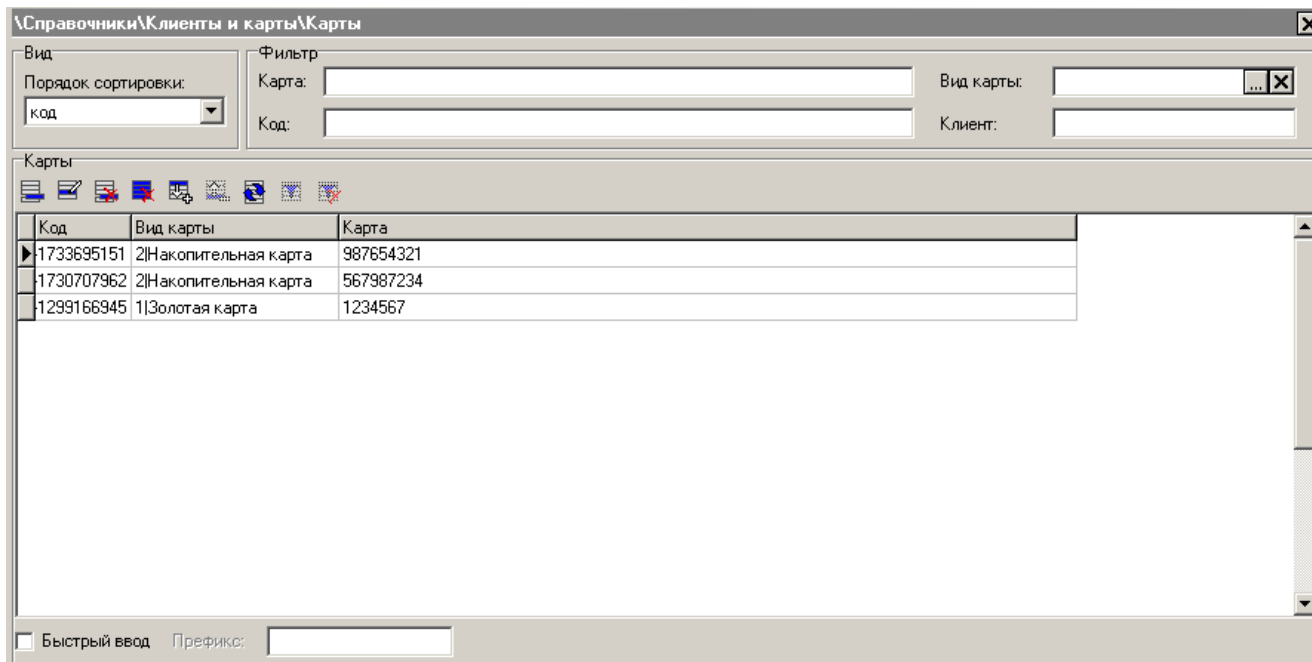 \Справочники\Клиенты и карты\Карты
Вид
Порядок сортировки:
код
Фильтр
Карта:
Вид карты:
...
Код:
Клиент:
Карты
Код Вид карты Карта
-1733695151 2|Накопительная карта 987654321
-1730707962 2|Накопительная карта 567987234
-1299166945 1|Золотая карта 1234567
Быстрый ввод Префикс: